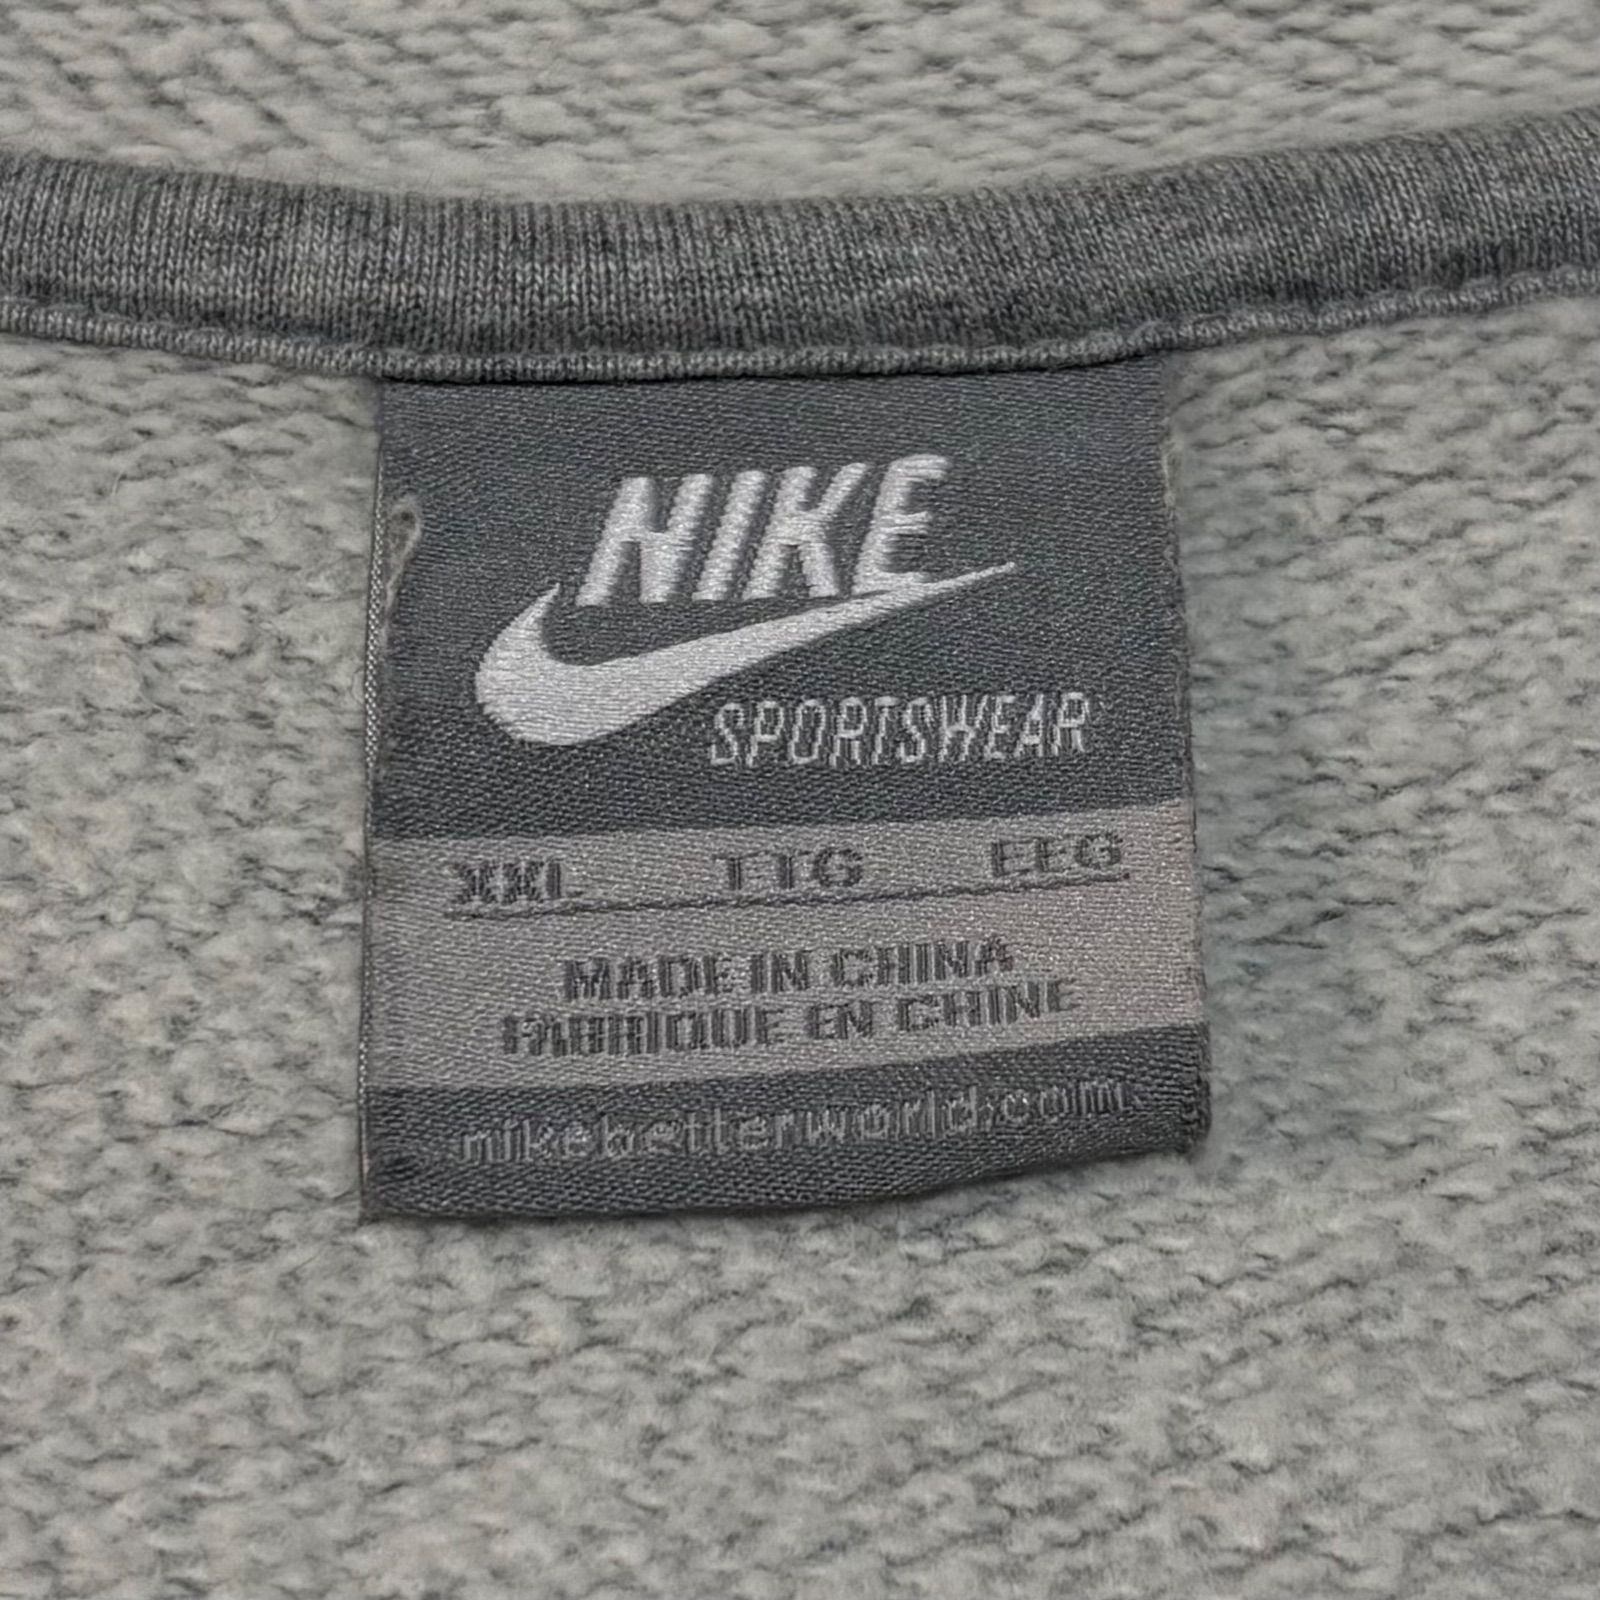 NIKE
SPORTSWEAR
XXL TTG EEG
MADE IN CHINA
FABRIQUE EN CHINE
nikebetterworld.com